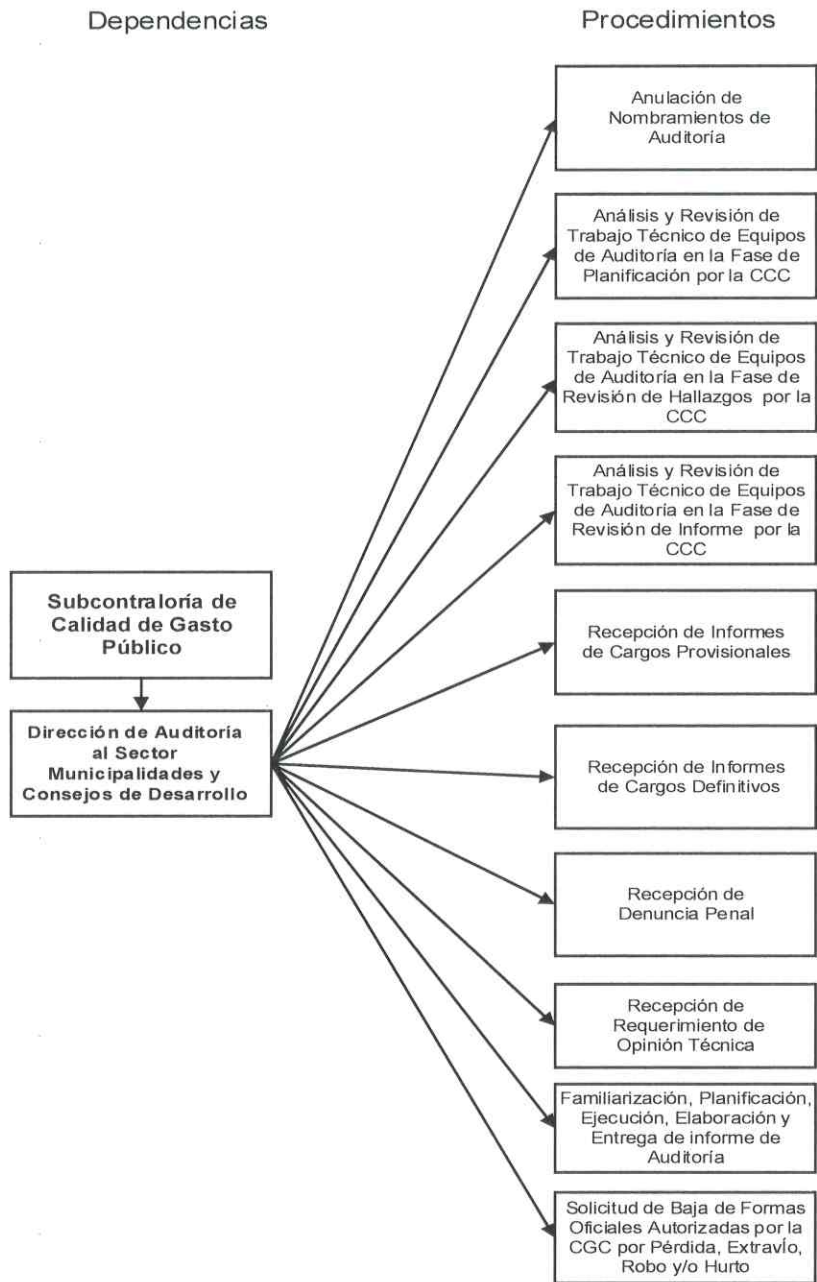 Dependencias
Procedimientos
Anulación de
Nombramientos de
Auditoría
Análisis y Revisión de
Trabajo Técnico de Equipos
de Auditoría en la Fase de
Planificación por la CCC
Análisis y Revisión de
Trabajo Técnico de Equipos
de Auditoría en la Fase de
Revisión de Hallazgos por la
CCC
Análisis y Revisión de
Trabajo Técnico de Equipos
de Auditoría en la Fase de
Revisión de Informe por la
CCC
Subcontraloría de
Calidad de Gasto
Público
Dirección de Auditoría
al Sector
Municipalidades y
Consejos de Desarrollo
Recepción de Informes
de Cargos Provisionales
Recepción de Informes
de Cargos Definitivos
Recepción de
Denuncia Penal
Recepción de
Requerimiento de
Opinión Técnica
Familiarización, Planificación,
Ejecución, Elaboración y
Entrega de informe de
Auditoría
Solicitud de Baja de Formas
Oficiales Autorizadas por la
CGC por Pérdida, Extravío,
Robo y/o Hurto